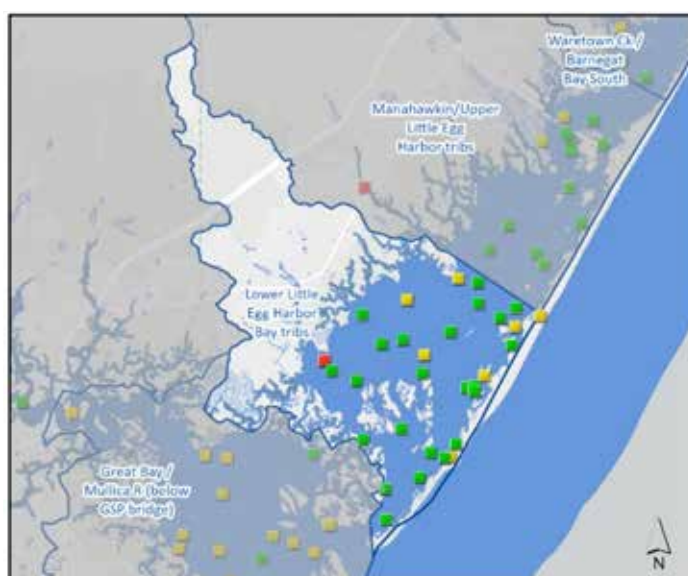 Waretown Ck /
Barnegat
Bay South
Manahawkin/Upper
Little Egg
Harbor tribs
Lower Little
Egg Harbor
Bay tribs
Great Bay /
Mullica R (below
GSP bridge)
N